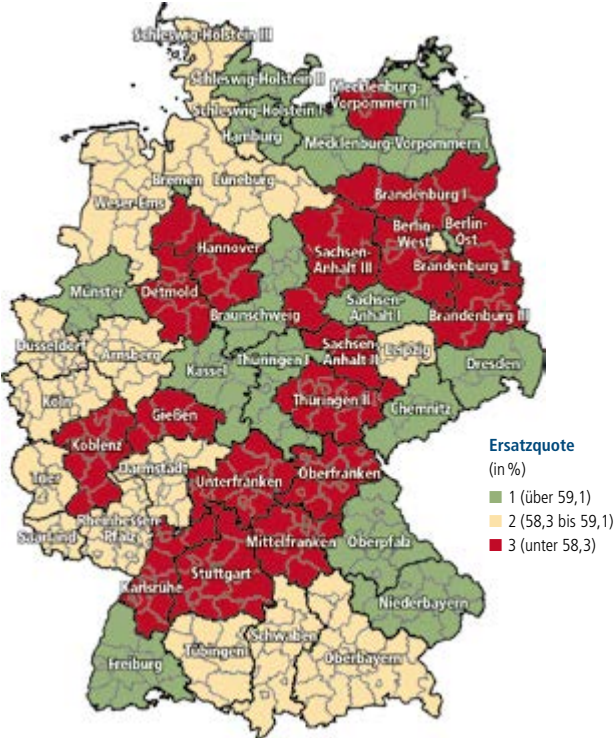 Schleswig-Holstein III
Schleswig-Holstein II
Mecklenburg-
Vorpommern II
Schleswig-Holstein I
Hamburg
Mecklenburg-Vorpommern I
Bremen
Lüneburg
Weser-Ems
Brandenburg I
Berlin-
West
Berlin-
Ost
Hannover
Sachsen-
Anhalt III
Brandenburg II
Münster
Detmold
Braunschweig
Sachsen-
Anhalt I
Brandenburg III
Düsseldorf
Arnsberg
Kassel
Thüringen I
Sachsen-
Anhalt II
Leipzig
Dresden
Köln
Gießen
Thüringen II
Chemnitz
Koblenz
Darmstadt
Unterfranken
Oberfranken
Trier
Rheinhessen-
Pfalz
Saarland
Mittelfranken
Oberpfalz
Karlsruhe
Stuttgart
Niederbayern
Schwaben
Tübingen
Oberbayern
Freiburg
Ersatzquote
(in %)
1 (über 59,1)
2 (58,3 bis 59,1)
3 (unter 58,3)